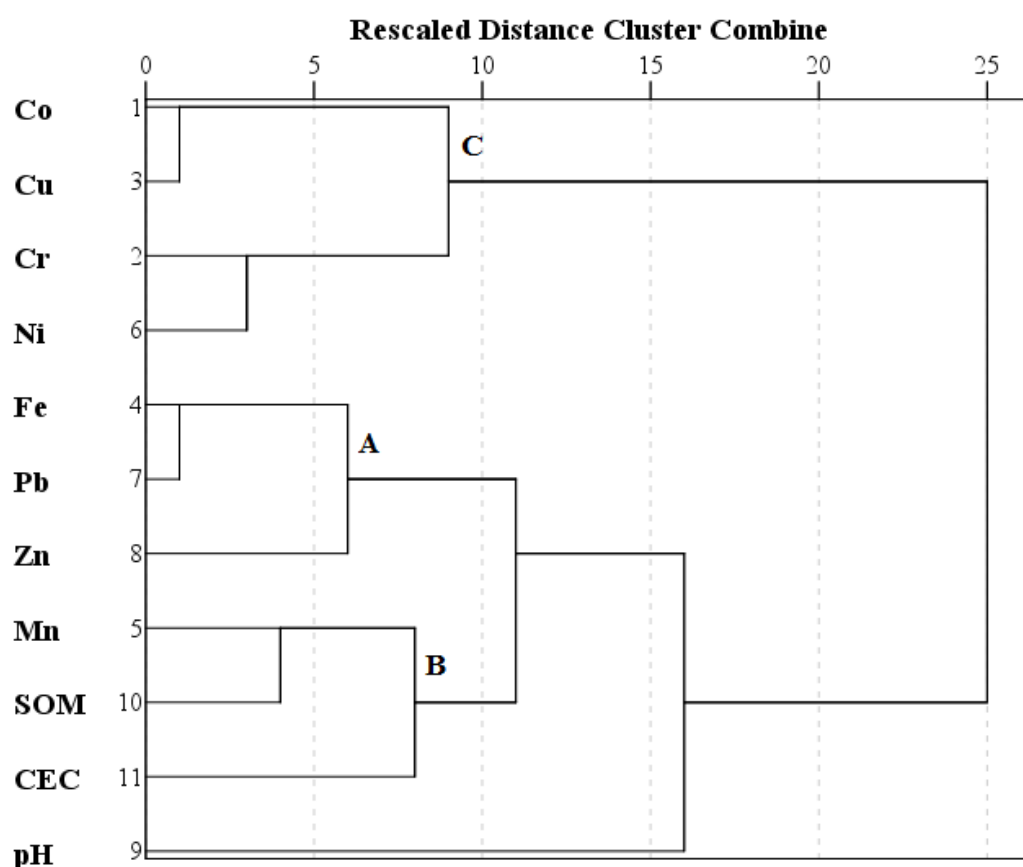 Rescaled Distance Cluster Combine
0 5 10 15 20 25
Co 1
C
Cu 3
Cr 2
Ni 6
Fe 4
A
Pb 7
Zn 8
Mn 5
B
SOM 10
CEC 11
pH 9